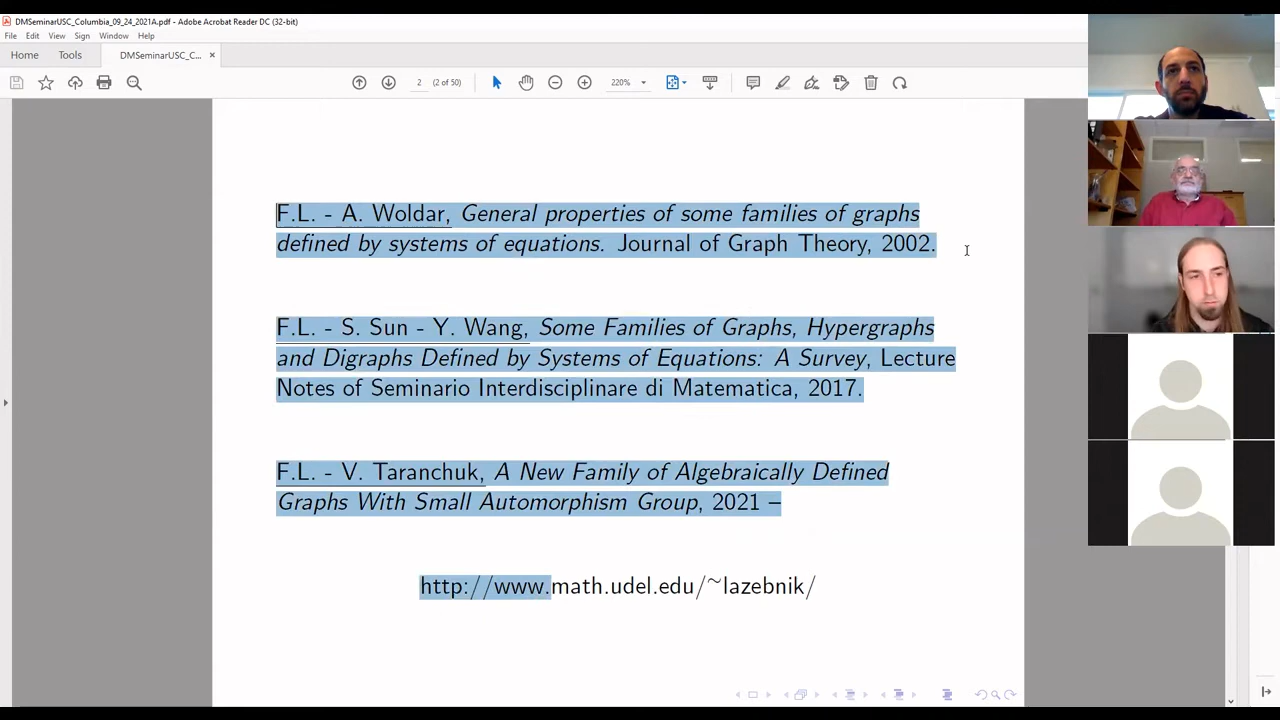 DMSeminarUSC_Columbia_09_24_2021A.pdf - Adobe Acrobat Reader DC (32-bit)
File Edit View Sign Window Help
Home Tools DMSeminarUSC_C... ×
2 (2 of 50) 220%
F.L. - A. Woldar, General properties of some families of graphs
defined by systems of equations. Journal of Graph Theory, 2002.
F.L. - S. Sun - Y. Wang, Some Families of Graphs, Hypergraphs
and Digraphs Defined by Systems of Equations: A Survey, Lecture
Notes of Seminario Interdisciplinare di Matematica, 2017.
F.L. - V. Taranchuk, A New Family of Algebraically Defined
Graphs With Small Automorphism Group, 2021 –
http://www.math.udel.edu/~lazebnik/